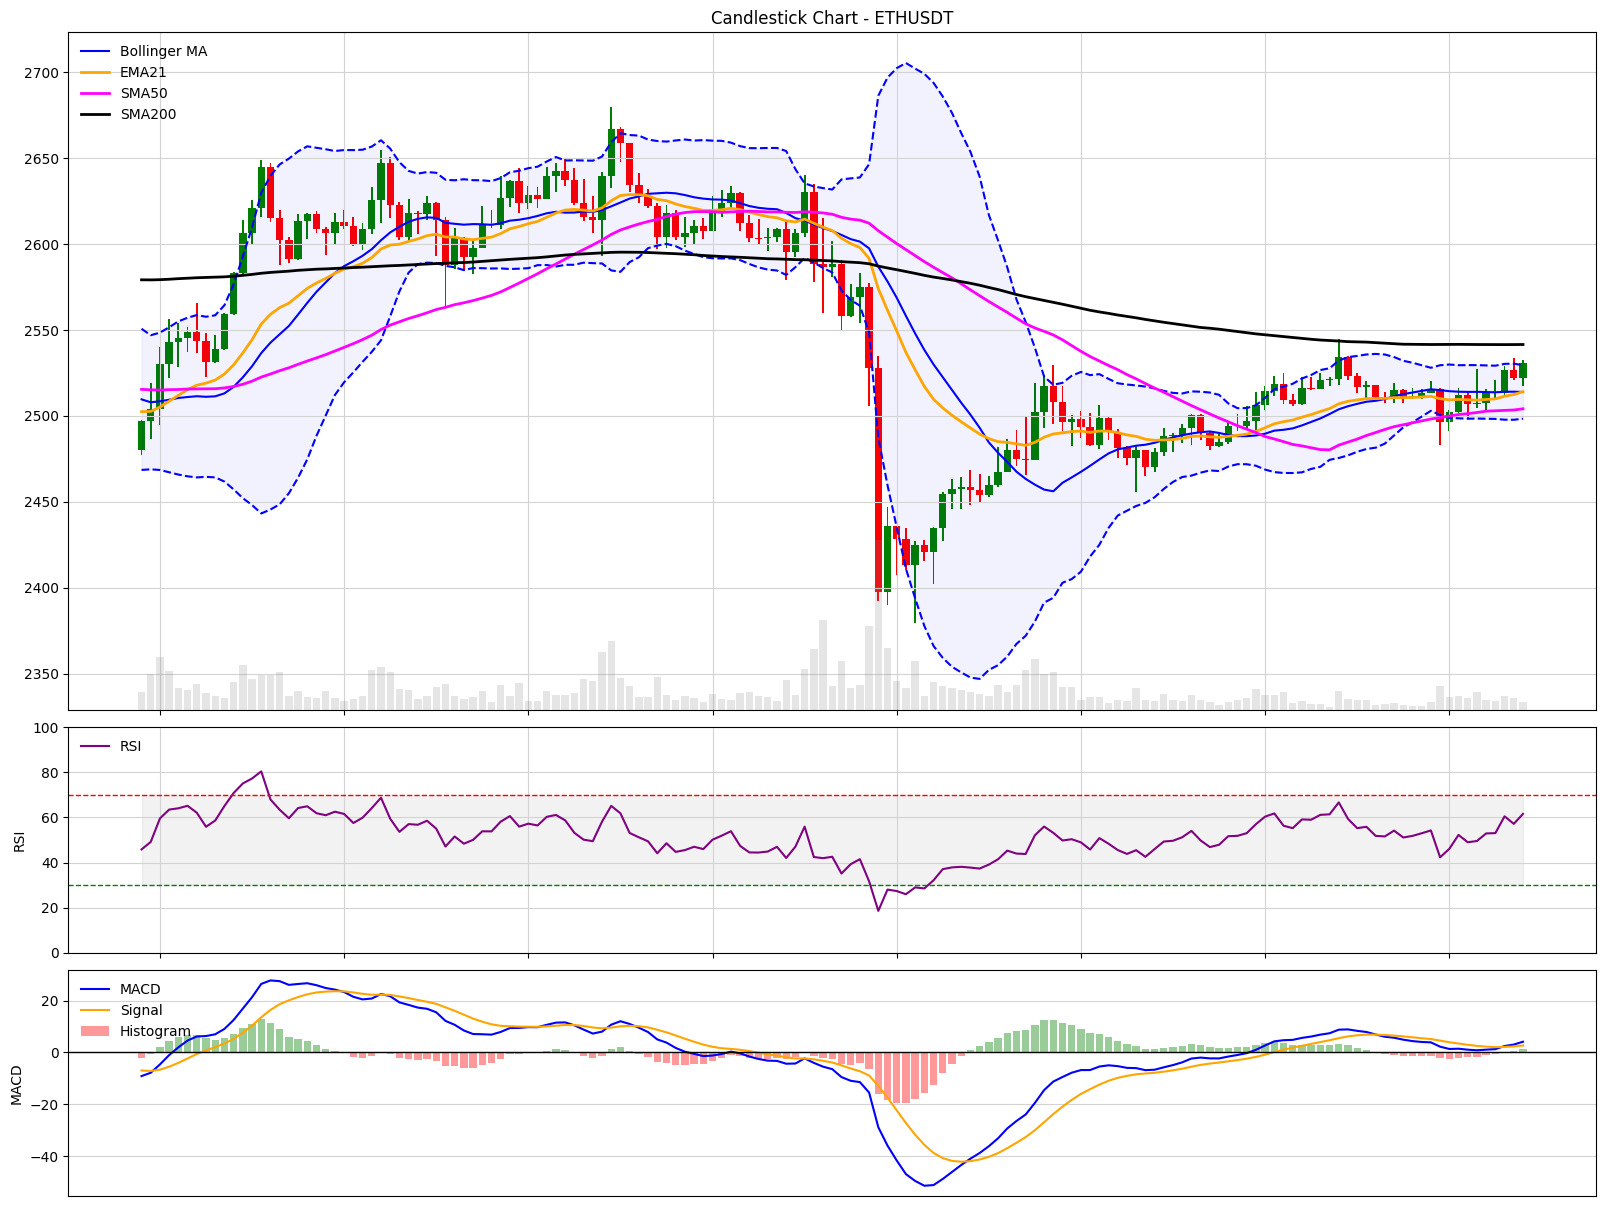 Candlestick Chart - ETHUSDT
Bollinger MA
EMA21
SMA50
SMA200
2700
2650
2600
2550
2500
2450
2400
2350
RSI
100
80
60
40
20
0
RSI
MACD
Signal
Histogram
20
0
−20
−40
MACD